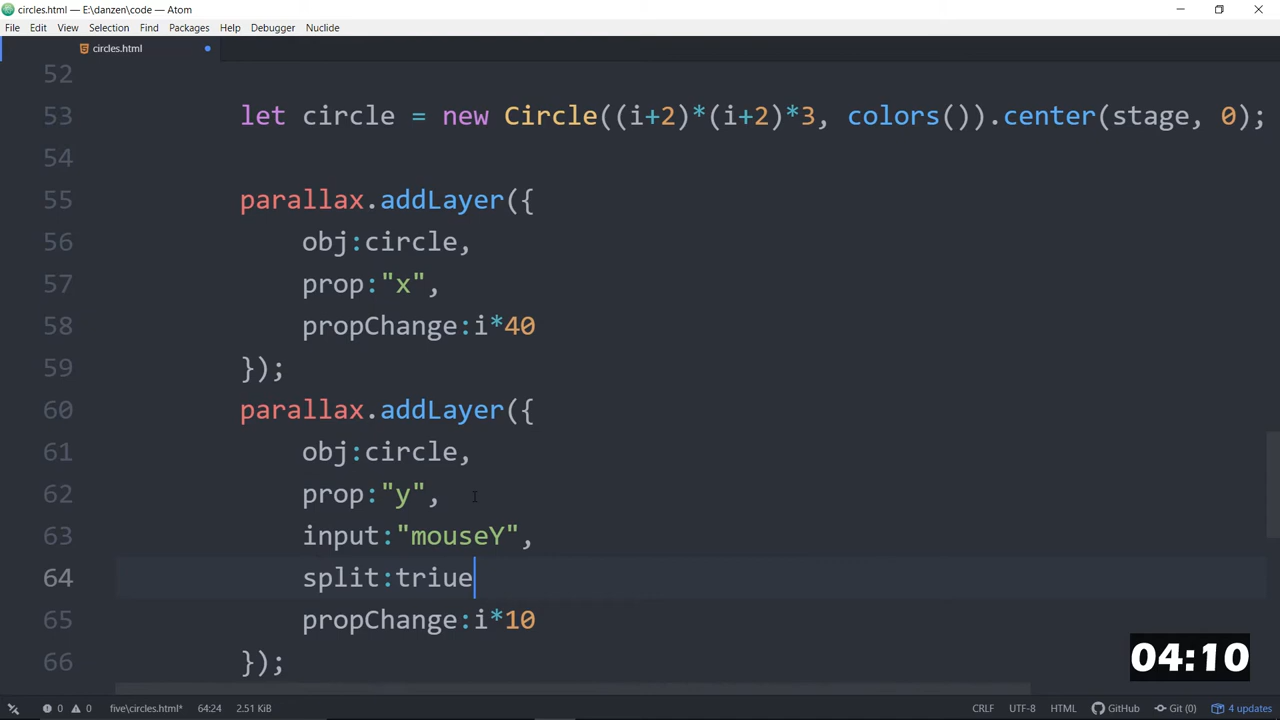 circles.html — E:\danzen\code — Atom
File Edit View Selection Find Packages Help Debugger Nuclide
circles.html
52
53 let circle = new Circle((i+2)*(i+2)*3, colors()).center(stage, 0);
54
55 parallax.addLayer({
56 obj:circle,
57 prop:"x",
58 propChange:i*40
59 });
60 parallax.addLayer({
61 obj:circle,
62 prop:"y",
63 input:"mouseY",
64 split:triue
65 propChange:i*10
66 });
04:10
0 0 five\circles.html* 64:24 2.51 KiB CRLF UTF-8 HTML GitHub Git (0) 4 updates